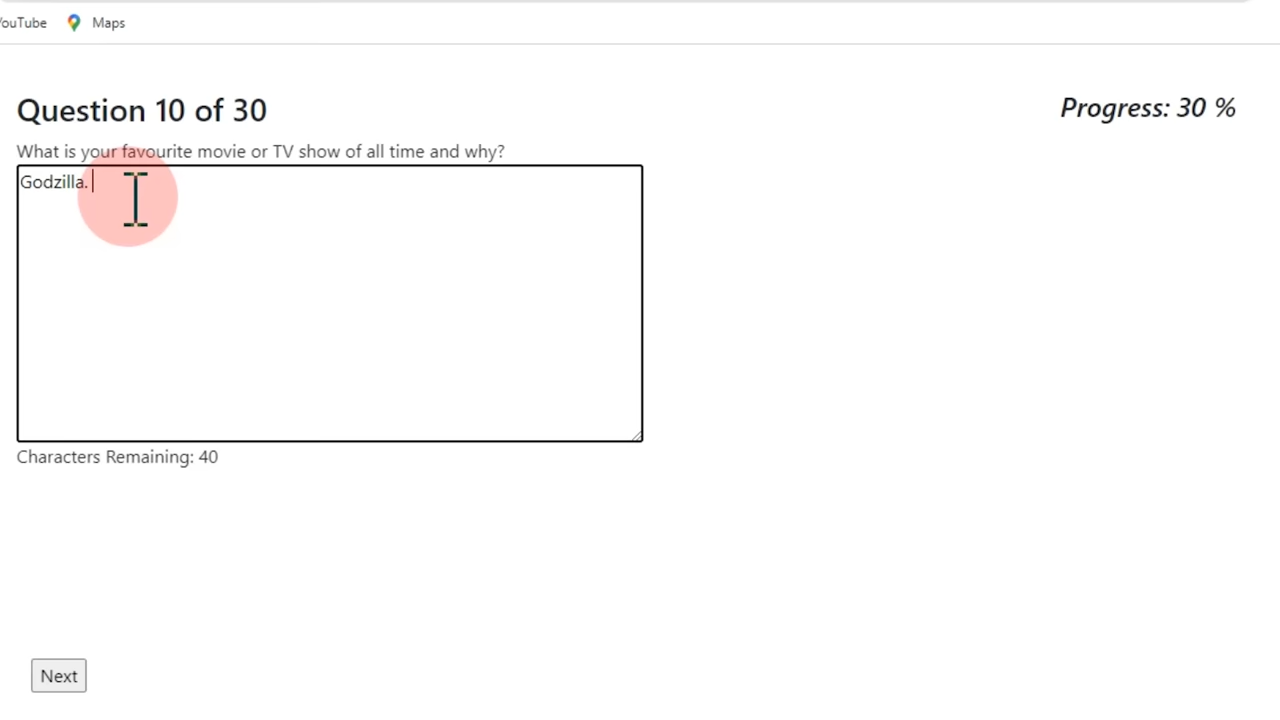 YouTube
Maps
Question 10 of 30
Progress: 30 %
What is your favourite movie or TV show of all time and why?
Godzilla.
Characters Remaining: 40
Next